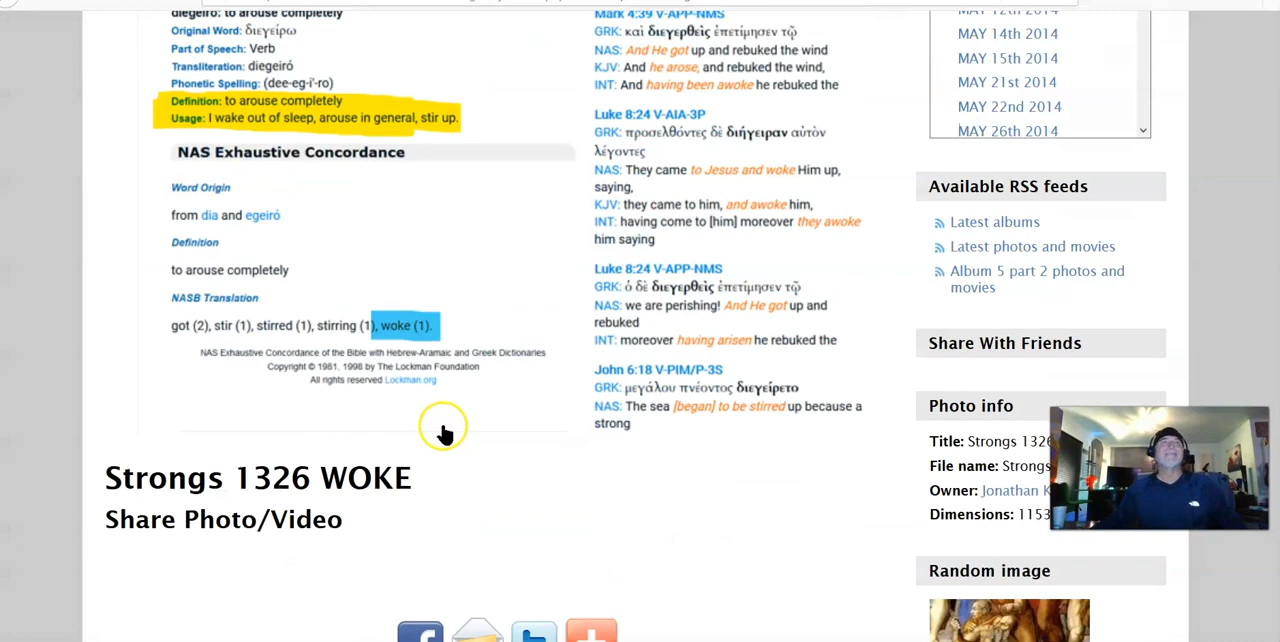 diegeiro: to arouse completely
Original Word: διεγείρω
Part of Speech: Verb
Transliteration: diegeiró
Phonetic Spelling: (dee-eg-i'-ro)
Definition: to arouse completely
Usage: I wake out of sleep, arouse in general, stir up.
NAS Exhaustive Concordance
Word Origin
from dia and egeiró
Definition
to arouse completely
NASB Translation
got (2), stir (1), stirred (1), stirring (1), woke (1).
NAS Exhaustive Concordance of the Bible with Hebrew-Aramaic and Greek Dictionaries
Copyright © 1981, 1998 by The Lockman Foundation
All rights reserved Lockman.org
Mark 4:39 V-APP-NMS
GRK: καὶ διεγερθεὶς ἐπετίμησεν τῷ
NAS: And He got up and rebuked the wind
KJV: And he arose, and rebuked the wind,
INT: And having been awoke he rebuked the
Luke 8:24 V-AIA-3P
GRK: προσελθόντες δὲ διήγειραν αὐτὸν
λέγοντες
NAS: They came to Jesus and woke Him up,
saying,
KJV: they came to him, and awoke him,
INT: having come to [him] moreover they awoke
him saying
Luke 8:24 V-APP-NMS
GRK: ὁ δὲ διεγερθεὶς ἐπετίμησεν τῷ
NAS: we are perishing! And He got up and
rebuked
INT: moreover having arisen he rebuked the
John 6:18 V-PIM/P-3S
GRK: μεγάλου πνέοντος διεγείρετο
NAS: The sea [began] to be stirred up because a
strong
Strongs 1326 WOKE
Share Photo/Video
MAY 12th 2014
MAY 14th 2014
MAY 15th 2014
MAY 21st 2014
MAY 22nd 2014
MAY 26th 2014
Available RSS feeds
Latest albums
Latest photos and movies
Album 5 part 2 photos and
movies
Share With Friends
Photo info
Title: Strongs 1326
File name: Strongs
Owner: Jonathan K
Dimensions: 1153
Random image